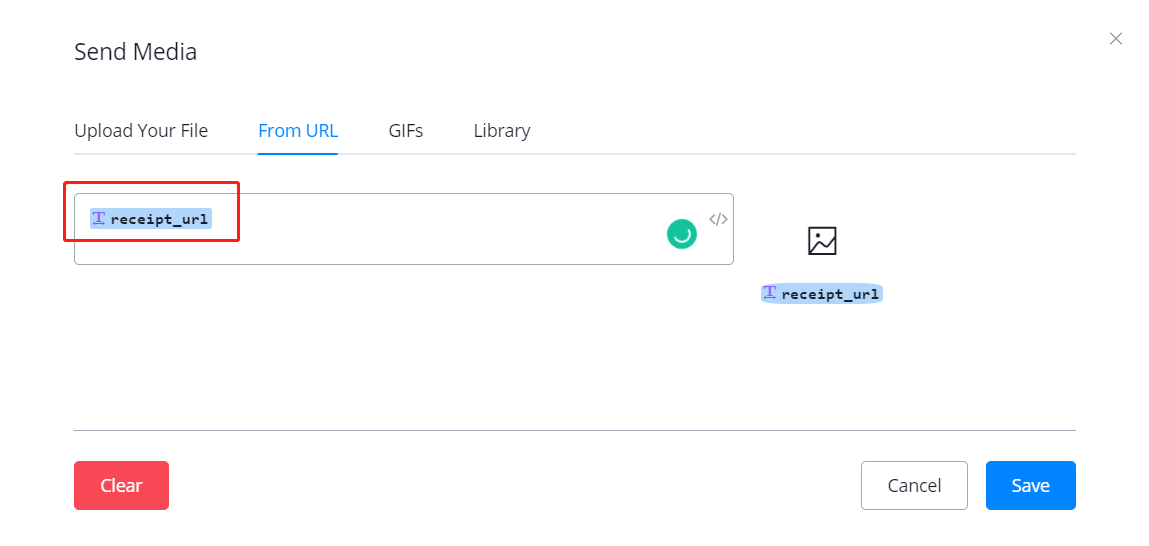 Send Media
Upload Your File
From URL
GIFs
Library
receipt_url
</>
receipt_url
Clear
Cancel
Save